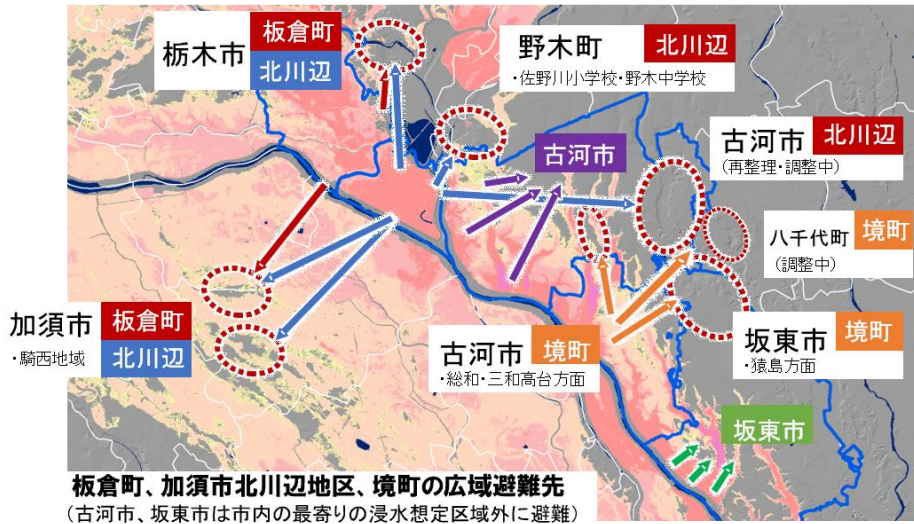 栃木市 板倉町
北川辺
野木町 北川辺
・佐野川小学校・野木中学校
古河市
古河市 北川辺
(再整理・調整中)
八千代町 境町
(調整中)
加須市 板倉町
・騎西地域 北川辺
古河市 境町
・総和・三和高台方面
坂東市 境町
・猿島方面
坂東市
板倉町、加須市北川辺地区、境町の広域避難先
(古河市、坂東市は市内の最寄りの浸水想定区域外に避難)